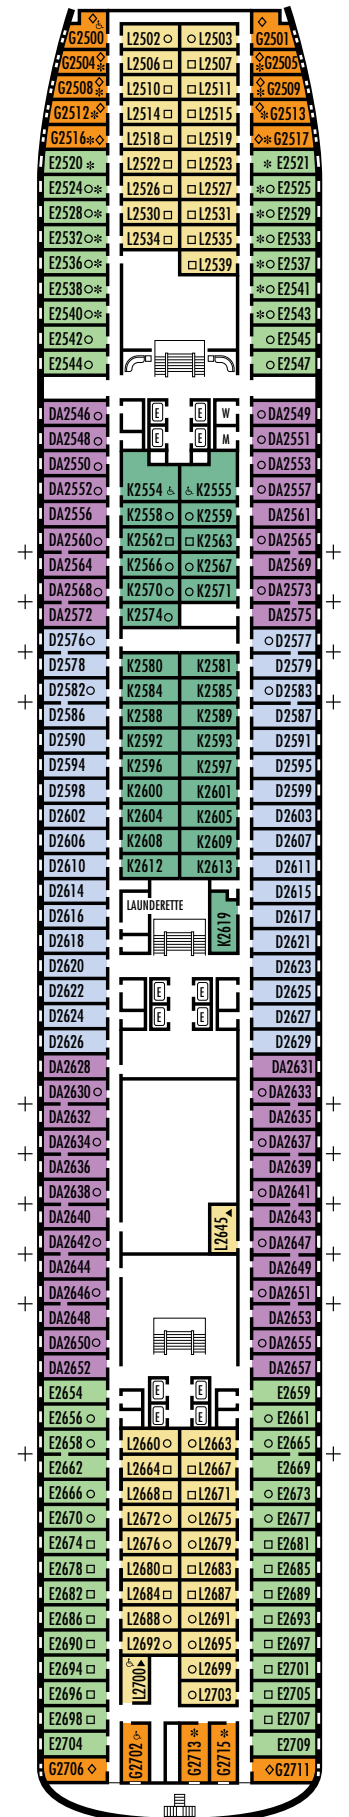 G2500 L2502 L2503 G2501
G2504 L2506 L2507 G2505
G2508 L2510 L2511 G2509
G2512 L2514 L2515 G2513
G2516 L2518 L2519 G2517
E2520 L2522 L2523 E2521
E2524 L2526 L2527 E2525
E2528 L2530 L2531 E2529
E2532 L2534 L2535 E2533
E2536 L2539 E2537
E2538 E2541
E2540 E2543
E2542 E2545
E2544 E2547
DA2546 E E W DA2549
DA2548 E E M DA2551
DA2550 DA2553
DA2552 K2554 K2555 DA2557
DA2556 K2558 K2559 DA2561
DA2560 K2562 K2563 DA2565
DA2564 K2566 K2567 DA2569
DA2568 K2570 K2571 DA2573
DA2572 K2574 DA2575
D2576 D2577
D2578 K2580 K2581 D2579
D2582 K2584 K2585 D2583
D2586 K2588 K2589 D2587
D2590 K2592 K2593 D2591
D2594 K2596 K2597 D2595
D2598 K2600 K2601 D2599
D2602 K2604 K2605 D2603
D2606 K2608 K2609 D2607
D2610 K2612 K2613 D2611
D2614 D2615
D2616 LAUNDERETTE K2619 D2617
D2618 D2621
D2620 D2623
D2622 E E D2625
D2624 E E D2627
D2626 D2629
DA2628 DA2631
DA2630 DA2633
DA2632 DA2635
DA2634 DA2637
DA2636 DA2639
DA2638 DA2641
DA2640 L2645 DA2643
DA2642 DA2647
DA2644 DA2649
DA2646 DA2651
DA2648 DA2653
DA2650 DA2655
DA2652 DA2657
E2654 E E E2659
E2656 E E E2661
E2658 L2660 L2663 E2665
E2662 L2664 L2667 E2669
E2666 L2668 L2671 E2673
E2670 L2672 L2675 E2677
E2674 L2676 L2679 E2681
E2678 L2680 L2683 E2685
E2682 L2684 L2687 E2689
E2686 L2688 L2691 E2693
E2690 L2692 L2695 E2697
E2694 L2700 L2699 E2701
E2696 L2703 E2705
E2698 E2707
E2704 G2702 G2713 G2715 E2709
G2706 G2711